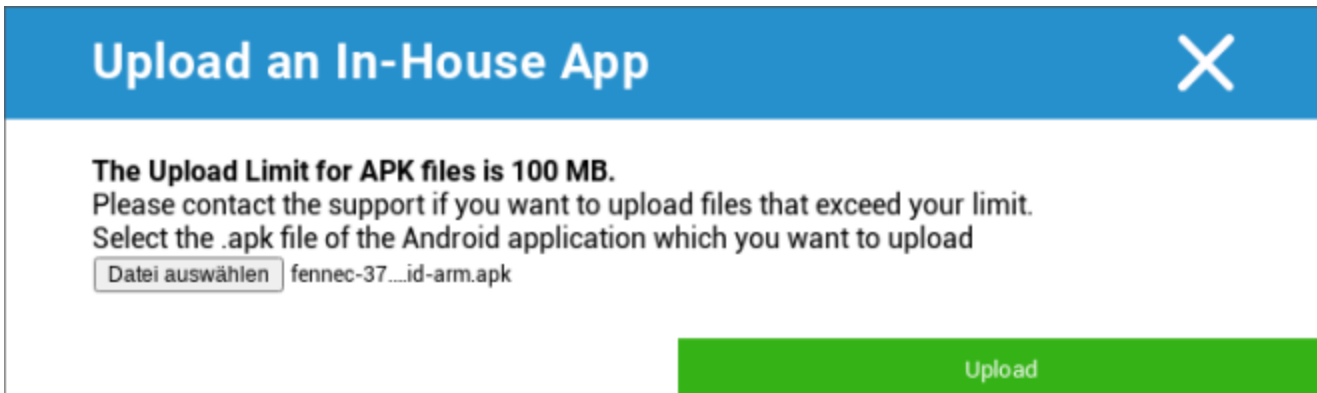 Upload an In-House App
The Upload Limit for APK files is 100 MB.
Please contact the support if you want to upload files that exceed your limit.
Select the .apk file of the Android application which you want to upload
Datei auswählen fennec-37....id-arm.apk
Upload